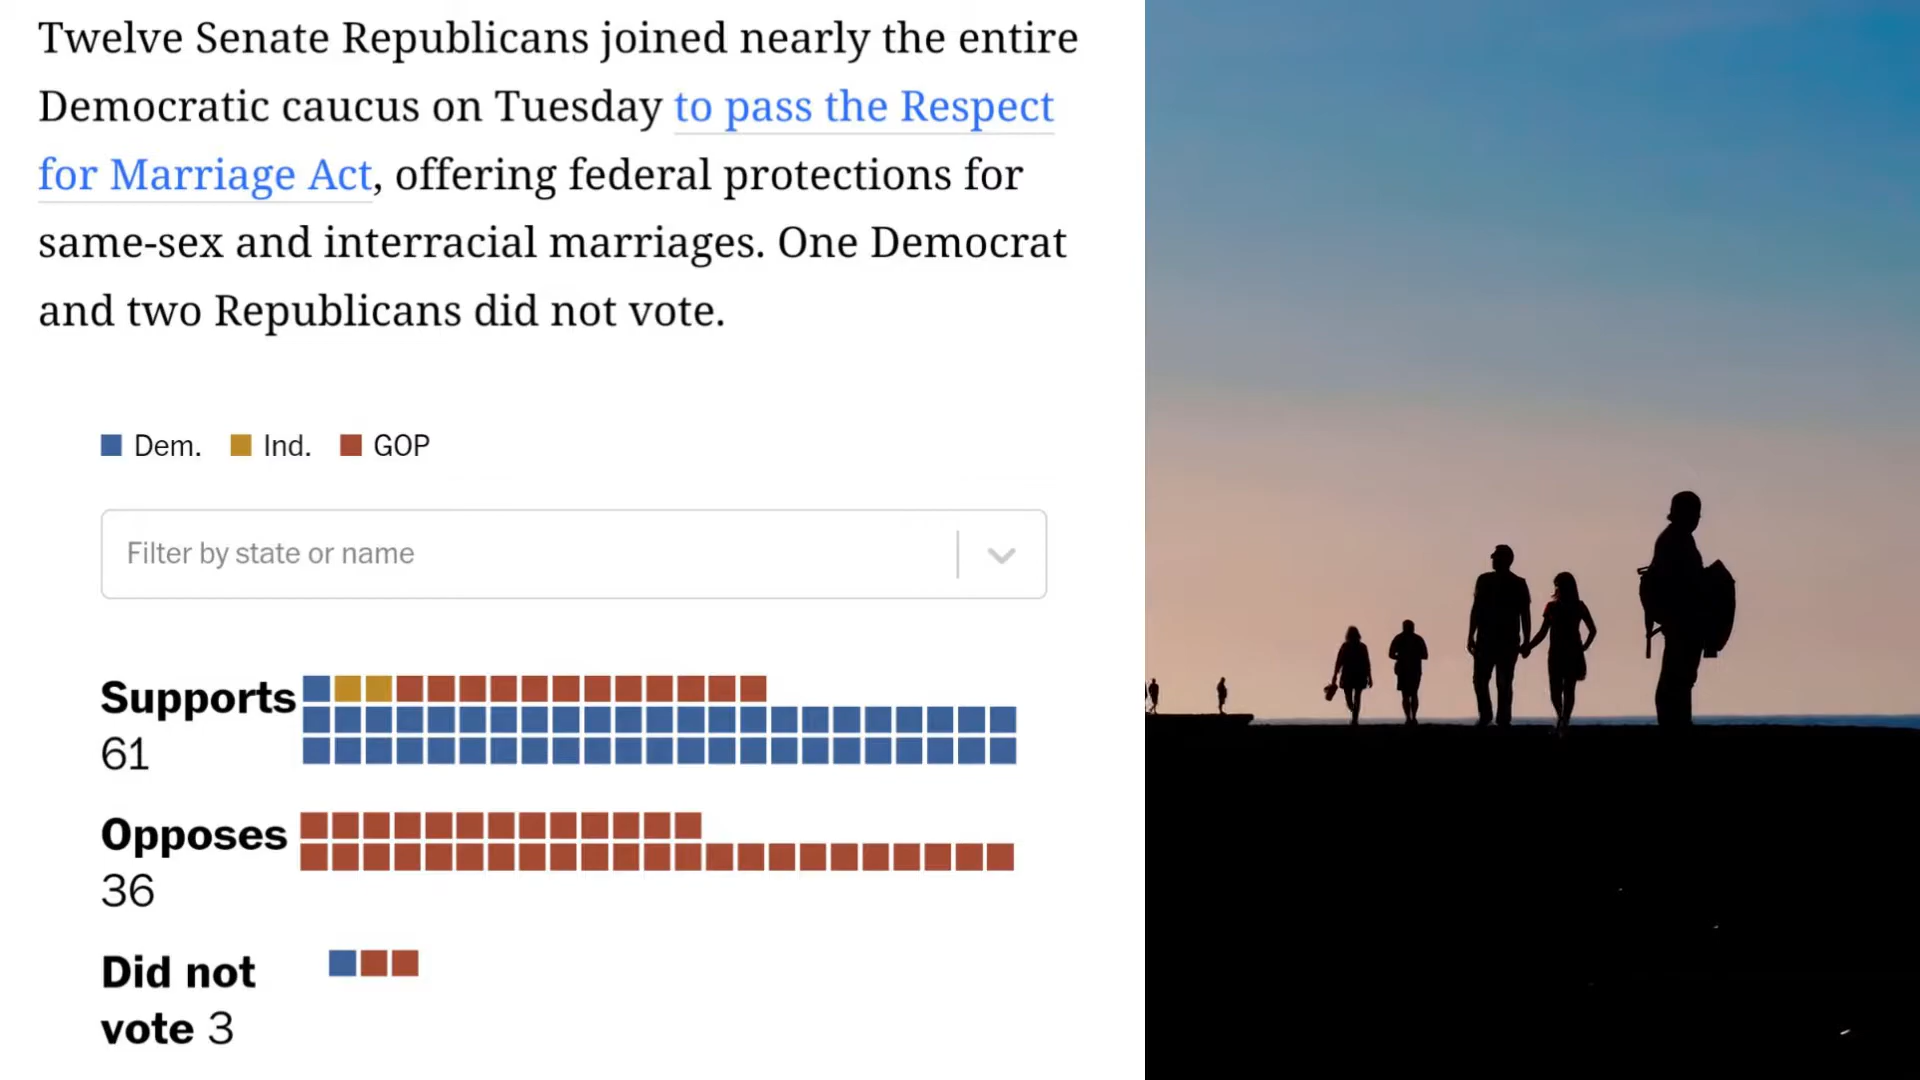 Twelve Senate Republicans joined nearly the entire
Democratic caucus on Tuesday to pass the Respect
for Marriage Act, offering federal protections for
same-sex and interracial marriages. One Democrat
and two Republicans did not vote.
Dem. Ind. GOP
Filter by state or name
Supports
61
Opposes
36
Did not
vote 3